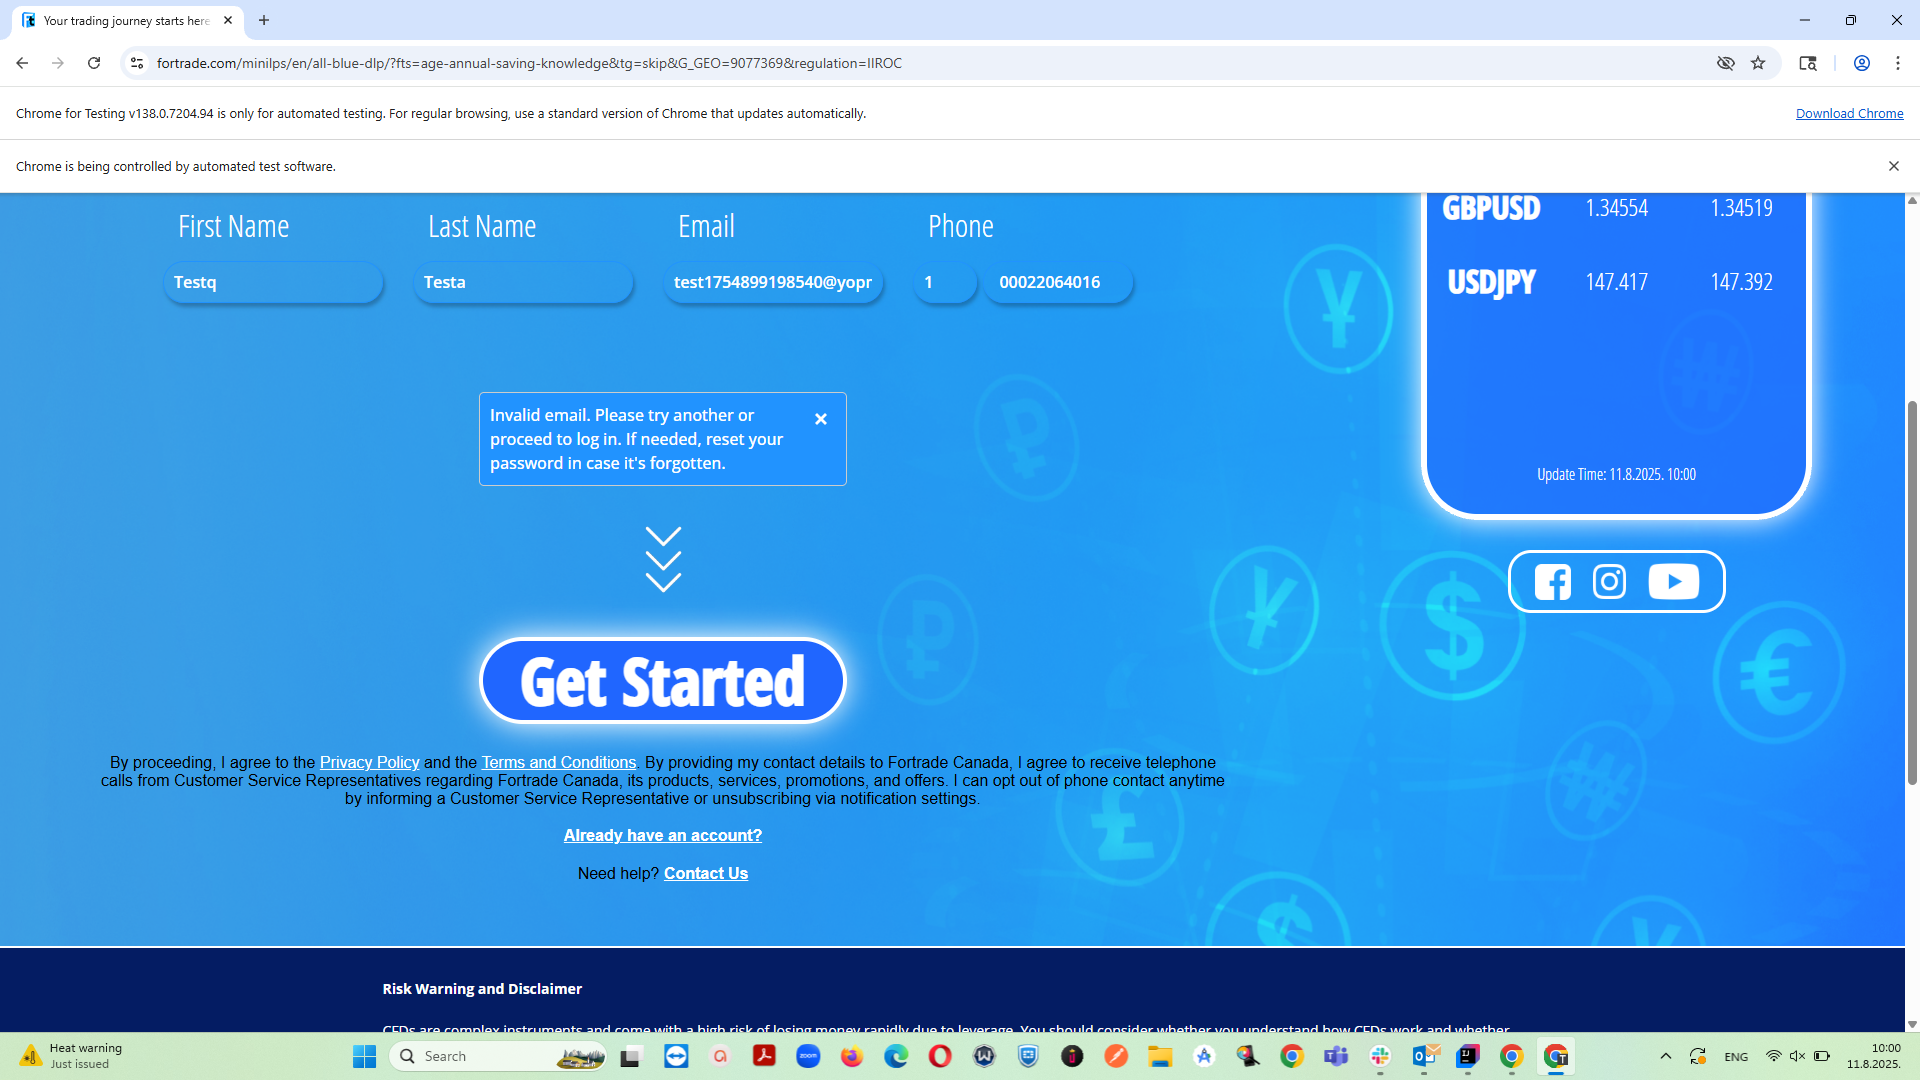 Your trading journey starts here
fortrade.com/minilps/en/all-blue-dlp/?fts=age-annual-saving-knowledge&tg=skip&G_GEO=9077369&regulation=IIROC
Chrome for Testing v138.0.7204.94 is only for automated testing. For regular browsing, use a standard version of Chrome that updates automatically.
Download Chrome
Chrome is being controlled by automated test software.
First Name
Last Name
Email
Phone
Testq
Testa
test1754899198540@yopr
1
00022064016
GBPUSD 1.34554 1.34519
USDJPY 147.417 147.392
Update Time: 11.8.2025. 10:00
Invalid email. Please try another or
proceed to log in. If needed, reset your
password in case it's forgotten.
Get Started
By proceeding, I agree to the Privacy Policy and the Terms and Conditions. By providing my contact details to Fortrade Canada, I agree to receive telephone
calls from Customer Service Representatives regarding Fortrade Canada, its products, services, promotions, and offers. I can opt out of phone contact anytime
by informing a Customer Service Representative or unsubscribing via notification settings.
Already have an account?
Need help? Contact Us
Risk Warning and Disclaimer
CFDs are complex instruments and come with a high risk of losing money rapidly due to leverage. You should consider whether you understand how CFDs work and whether
Heat warning
Just issued
Search
zoom
ENG
10:00
11.8.2025.